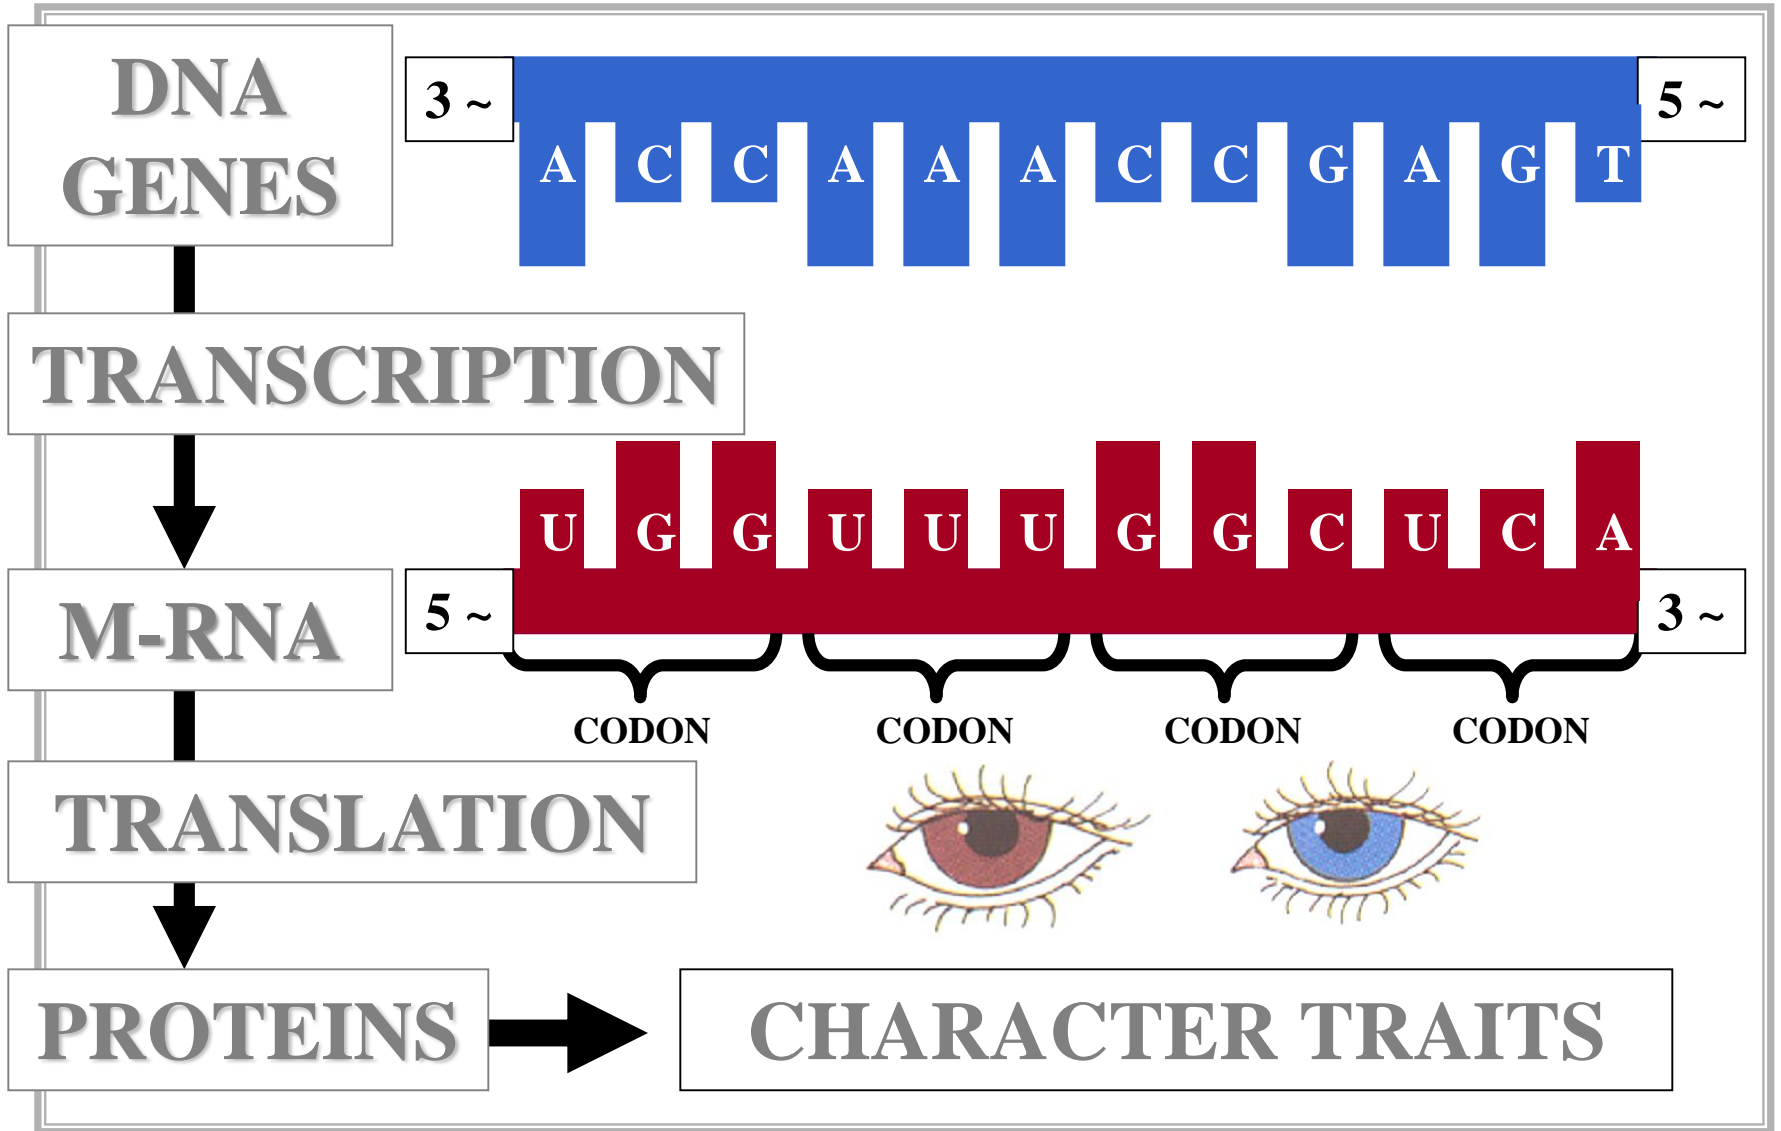 DNA
GENES
3 ~
5 ~
A C C A A A C C G A G T
TRANSCRIPTION
U G G U U U G G C U C A
M-RNA
5 ~
3 ~
CODON CODON CODON CODON
TRANSLATION
PROTEINS
CHARACTER TRAITS